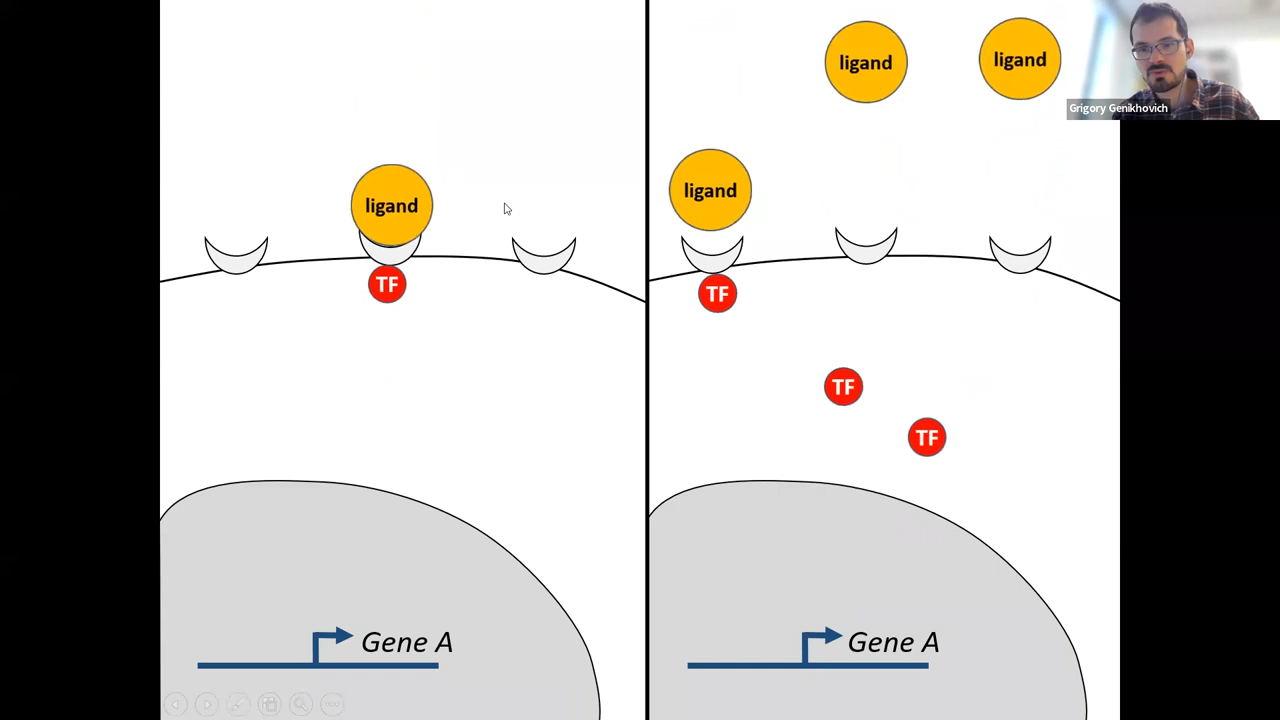 ligand
TF
Gene A
ligand
ligand
Grigory Genikhovich
ligand
TF
TF
TF
Gene A